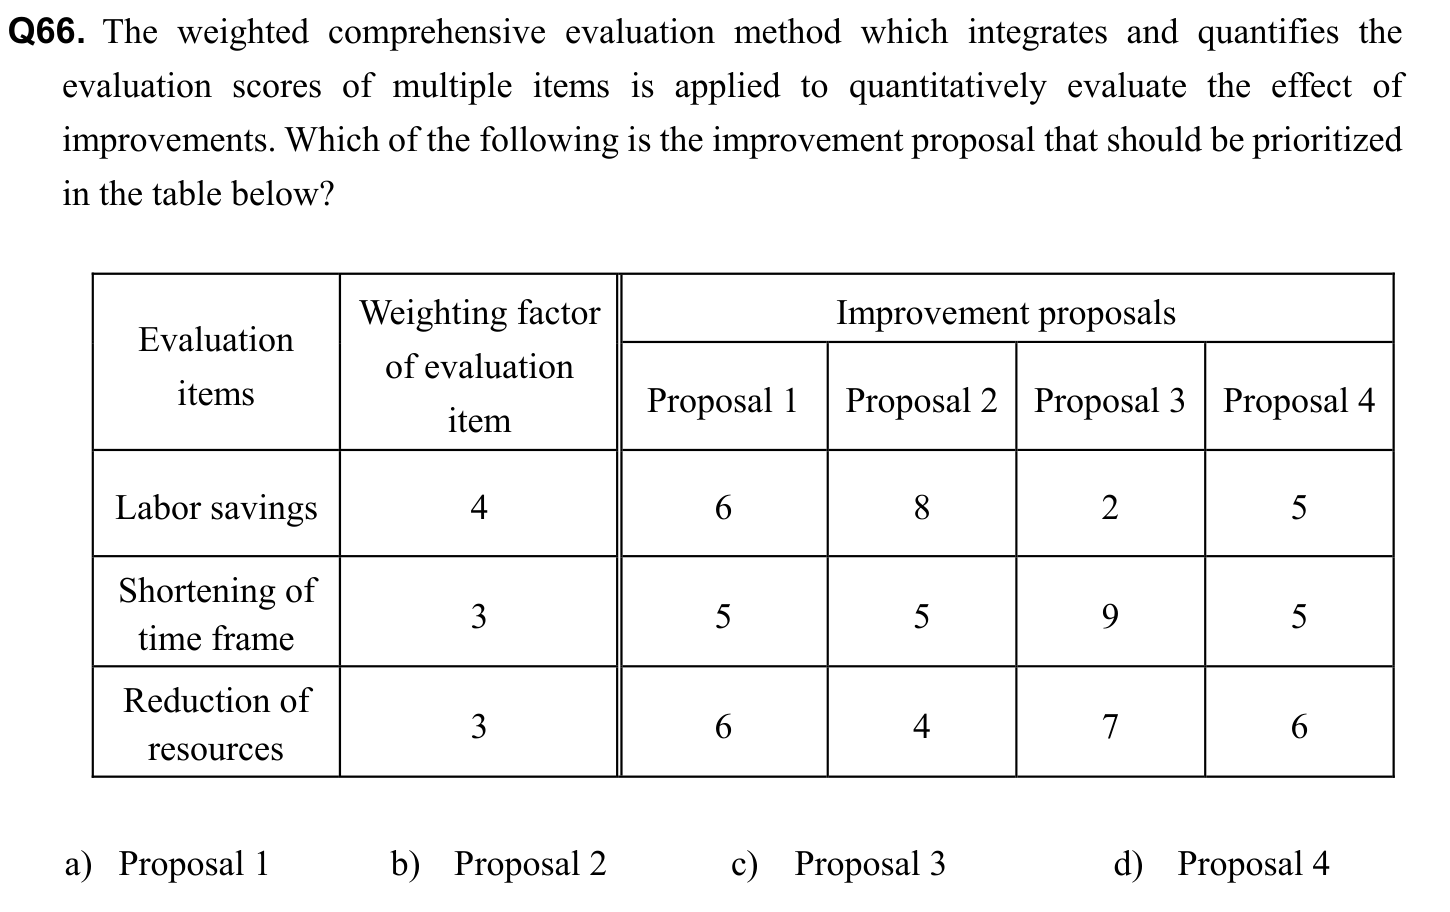 Q66. The weighted comprehensive evaluation method which integrates and quantifies the
evaluation scores of multiple items is applied to quantitatively evaluate the effect of
improvements. Which of the following is the improvement proposal that should be prioritized
in the table below?
Evaluation
items
Weighting factor
of evaluation
item
Improvement proposals
Proposal 1 Proposal 2 Proposal 3 Proposal 4
Labor savings 4 6 8 2 5
Shortening of
time frame
3 5 5 9 5
Reduction of
resources
3 6 4 7 6
a) Proposal 1 b) Proposal 2 c) Proposal 3 d) Proposal 4